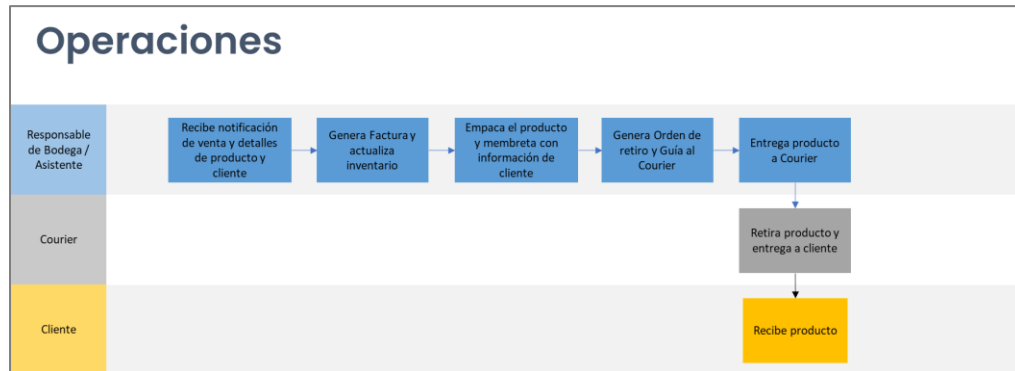 Operaciones
Responsable
de Bodega /
Asistente
Recibe notificación
de venta y detalles
de producto y
cliente
Genera Factura y
actualiza
inventario
Empaca el producto
y membreta con
información de
cliente
Genera Orden de
retiro y Guía al
Courier
Entrega producto
a Courier
Courier
Retira producto y
entrega a cliente
Cliente
Recibe producto